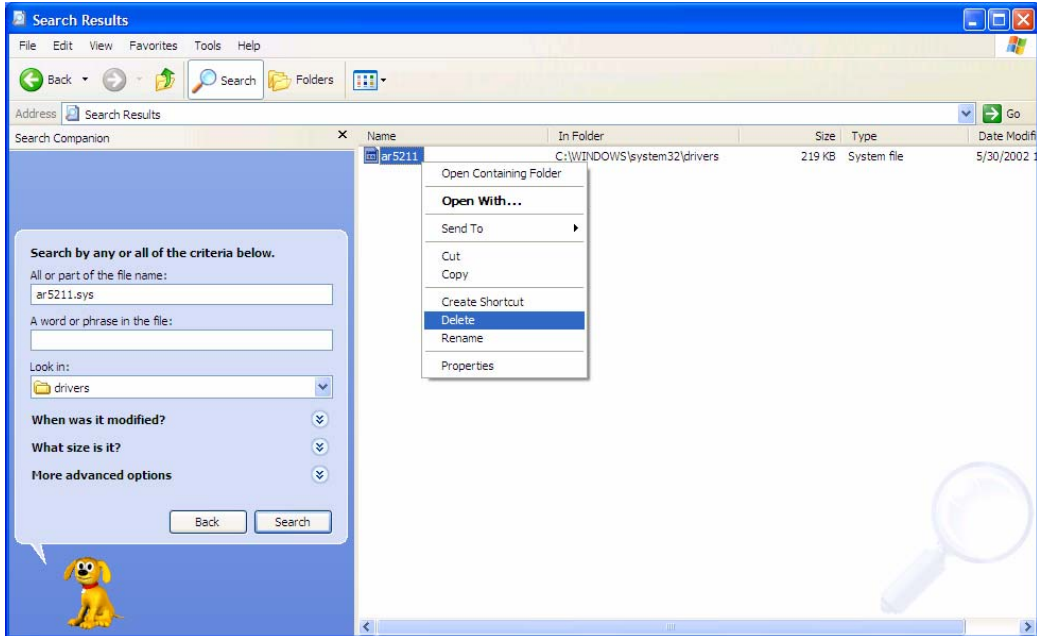 Search Results
File Edit View Favorites Tools Help
Back Search Folders
Address Search Results Go
Search Companion
Name In Folder Size Type Date Modifi
ar5211 C:\WINDOWS\system32\drivers 219 KB System file 5/30/2002 1
Open Containing Folder
Open With...
Send To
Cut
Copy
Create Shortcut
Delete
Rename
Properties
Search by any or all of the criteria below.
All or part of the file name:
ar5211.sys
A word or phrase in the file:
Look in:
drivers
When was it modified?
What size is it?
More advanced options
Back Search